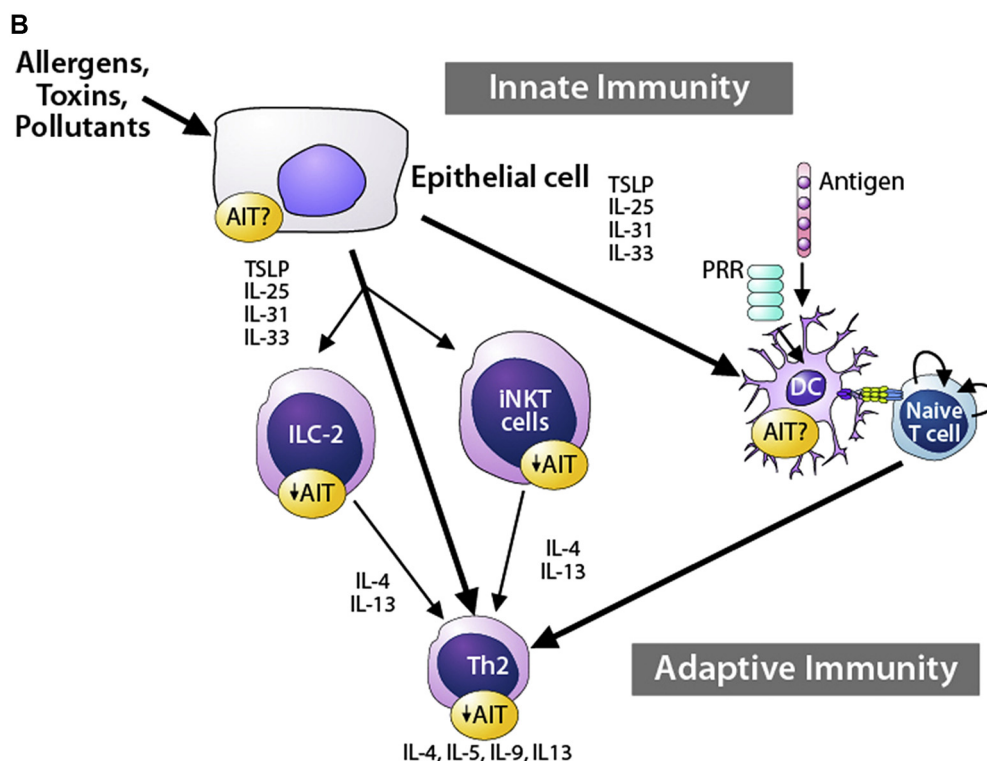 B
Allergens,
Toxins,
Pollutants
Innate Immunity
Epithelial cell
AIT?
TSLP
IL-25
IL-31
IL-33
Antigen
PRR
TSLP
IL-25
IL-31
IL-33
DC
AIT?
Naive
T cell
ILC-2
↓AIT
iNKT
cells
↓AIT
IL-4
IL-13
IL-4
IL-13
Th2
↓AIT
IL-4, IL-5, IL-9, IL13
Adaptive Immunity